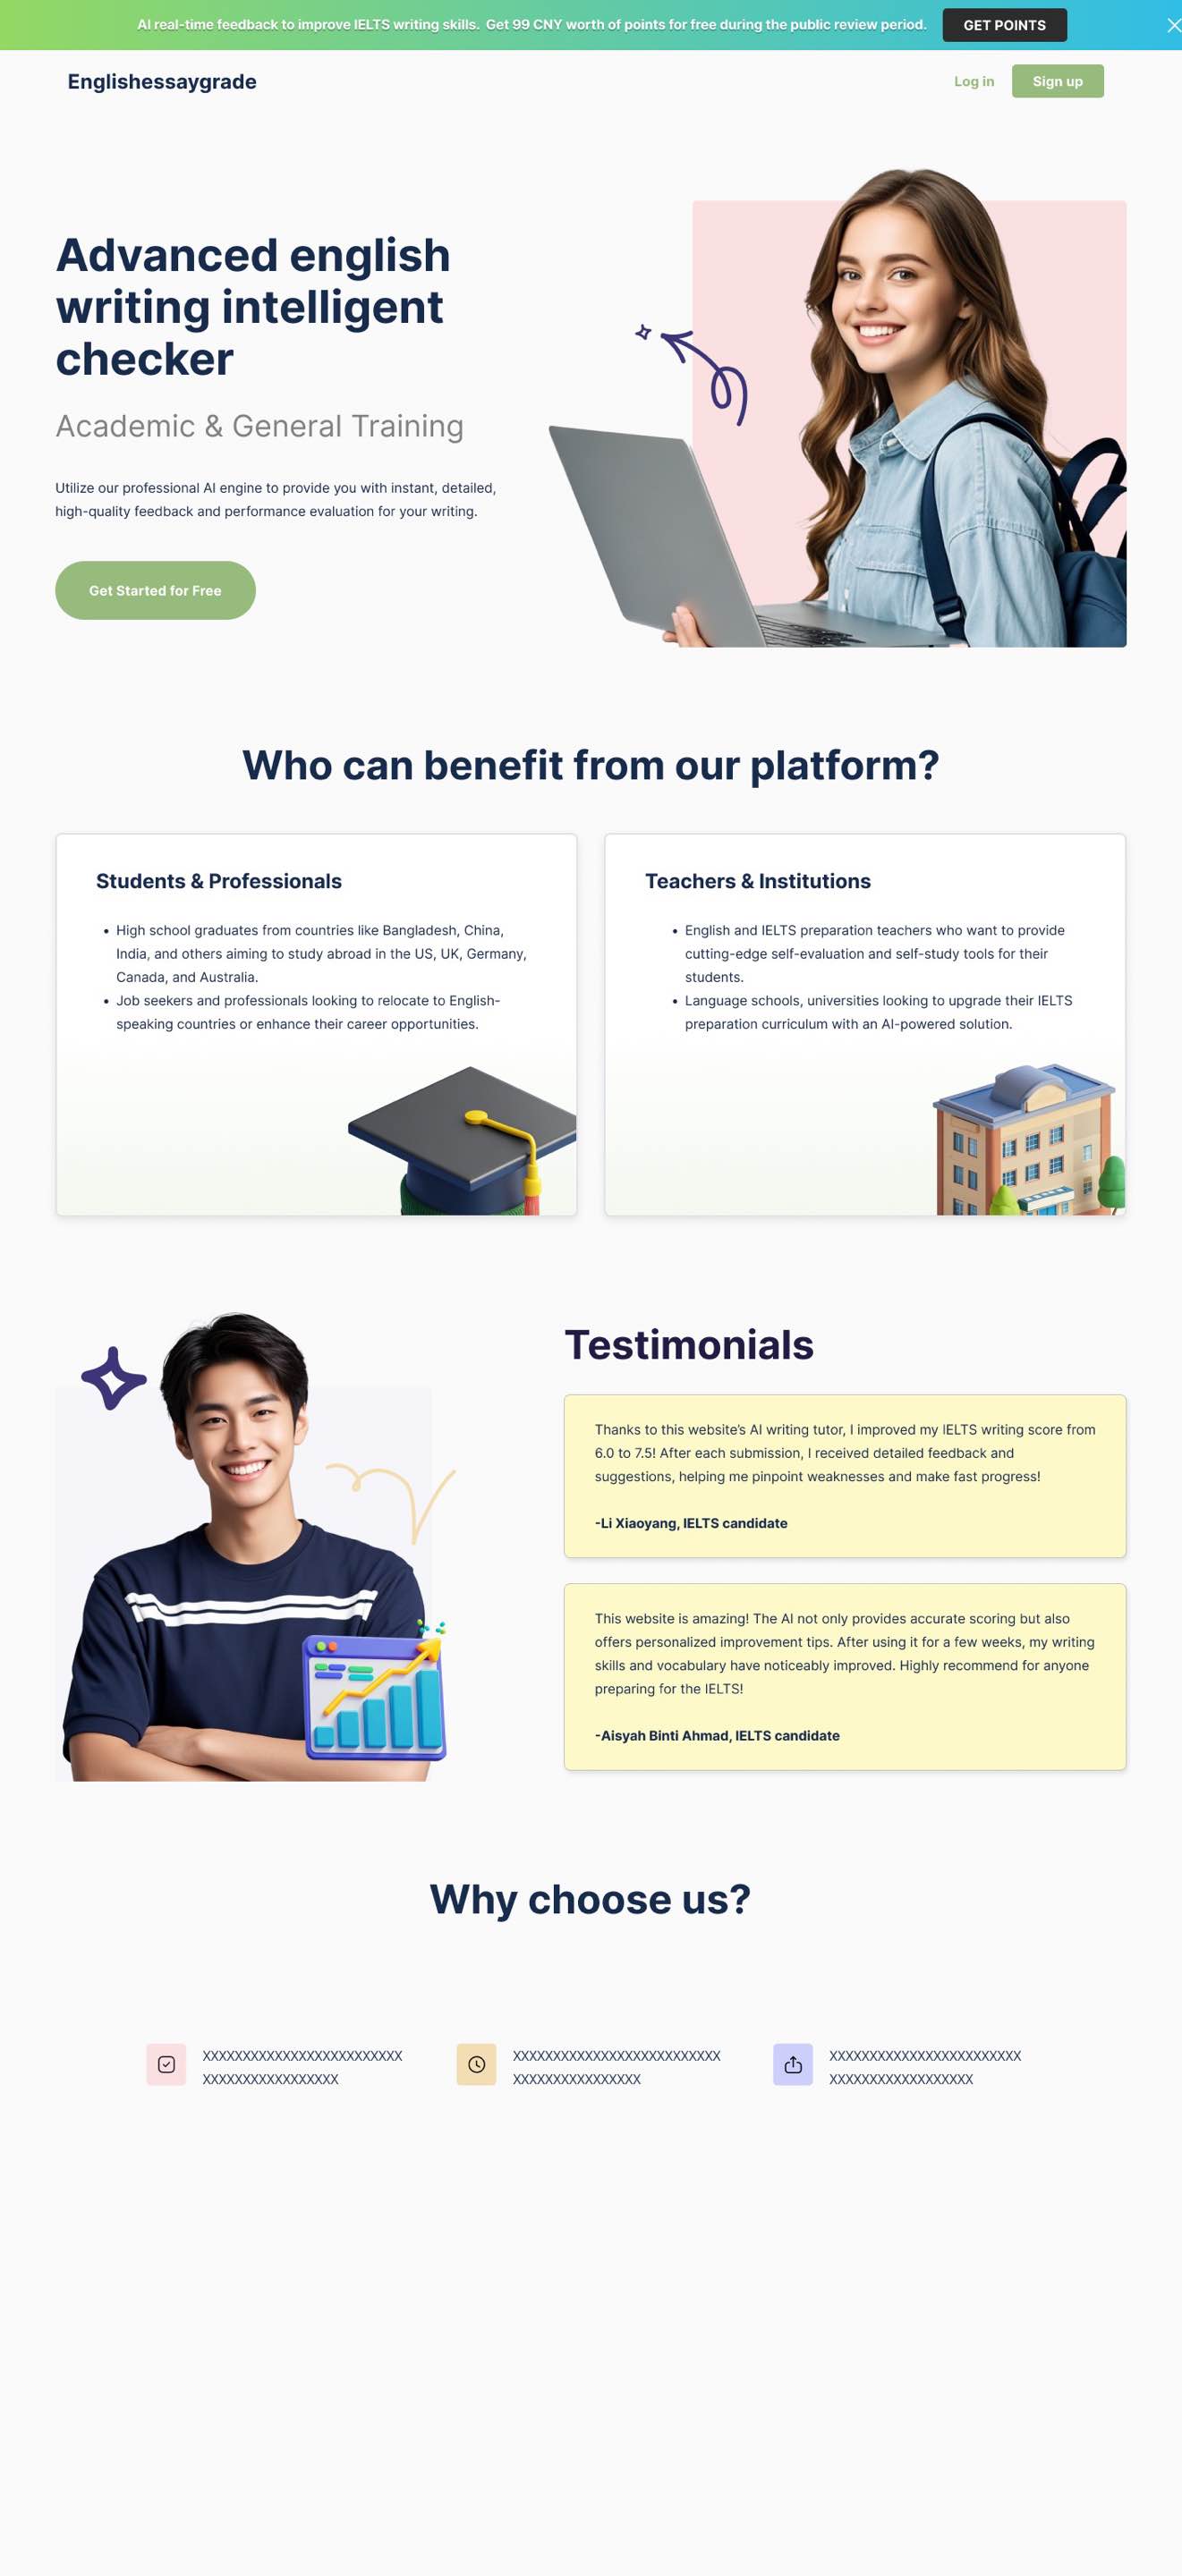 AI real-time feedback to improve IELTS writing skills.  Get 99 CNY worth of points for free during the public review period.
GET POINTS
Englishessaygrade
Log in
Sign up
Advanced english
writing intelligent
checker
Academic & General Training
Utilize our professional AI engine to provide you with instant, detailed,
high-quality feedback and performance evaluation for your writing.
Get Started for Free
Who can benefit from our platform?
Students & Professionals
• High school graduates from countries like Bangladesh, China,
India, and others aiming to study abroad in the US, UK, Germany,
Canada, and Australia.
• Job seekers and professionals looking to relocate to English-
speaking countries or enhance their career opportunities.
Teachers & Institutions
• English and IELTS preparation teachers who want to provide
cutting-edge self-evaluation and self-study tools for their
students.
• Language schools, universities looking to upgrade their IELTS
preparation curriculum with an AI-powered solution.
Testimonials
Thanks to this website's AI writing tutor, I improved my IELTS writing score from
6.0 to 7.5! After each submission, I received detailed feedback and
suggestions, helping me pinpoint weaknesses and make fast progress!
-Li Xiaoyang, IELTS candidate
This website is amazing! The AI not only provides accurate scoring but also
offers personalized improvement tips. After using it for a few weeks, my writing
skills and vocabulary have noticeably improved. Highly recommend for anyone
preparing for the IELTS!
-Aisyah Binti Ahmad, IELTS candidate
Why choose us?
XXXXXXXXXXXXXXXXXXXXXXXXX
XXXXXXXXXXXXXXXXX
XXXXXXXXXXXXXXXXXXXXXXXXXX
XXXXXXXXXXXXXXXX
XXXXXXXXXXXXXXXXXXXXXXXX
XXXXXXXXXXXXXXXXXX